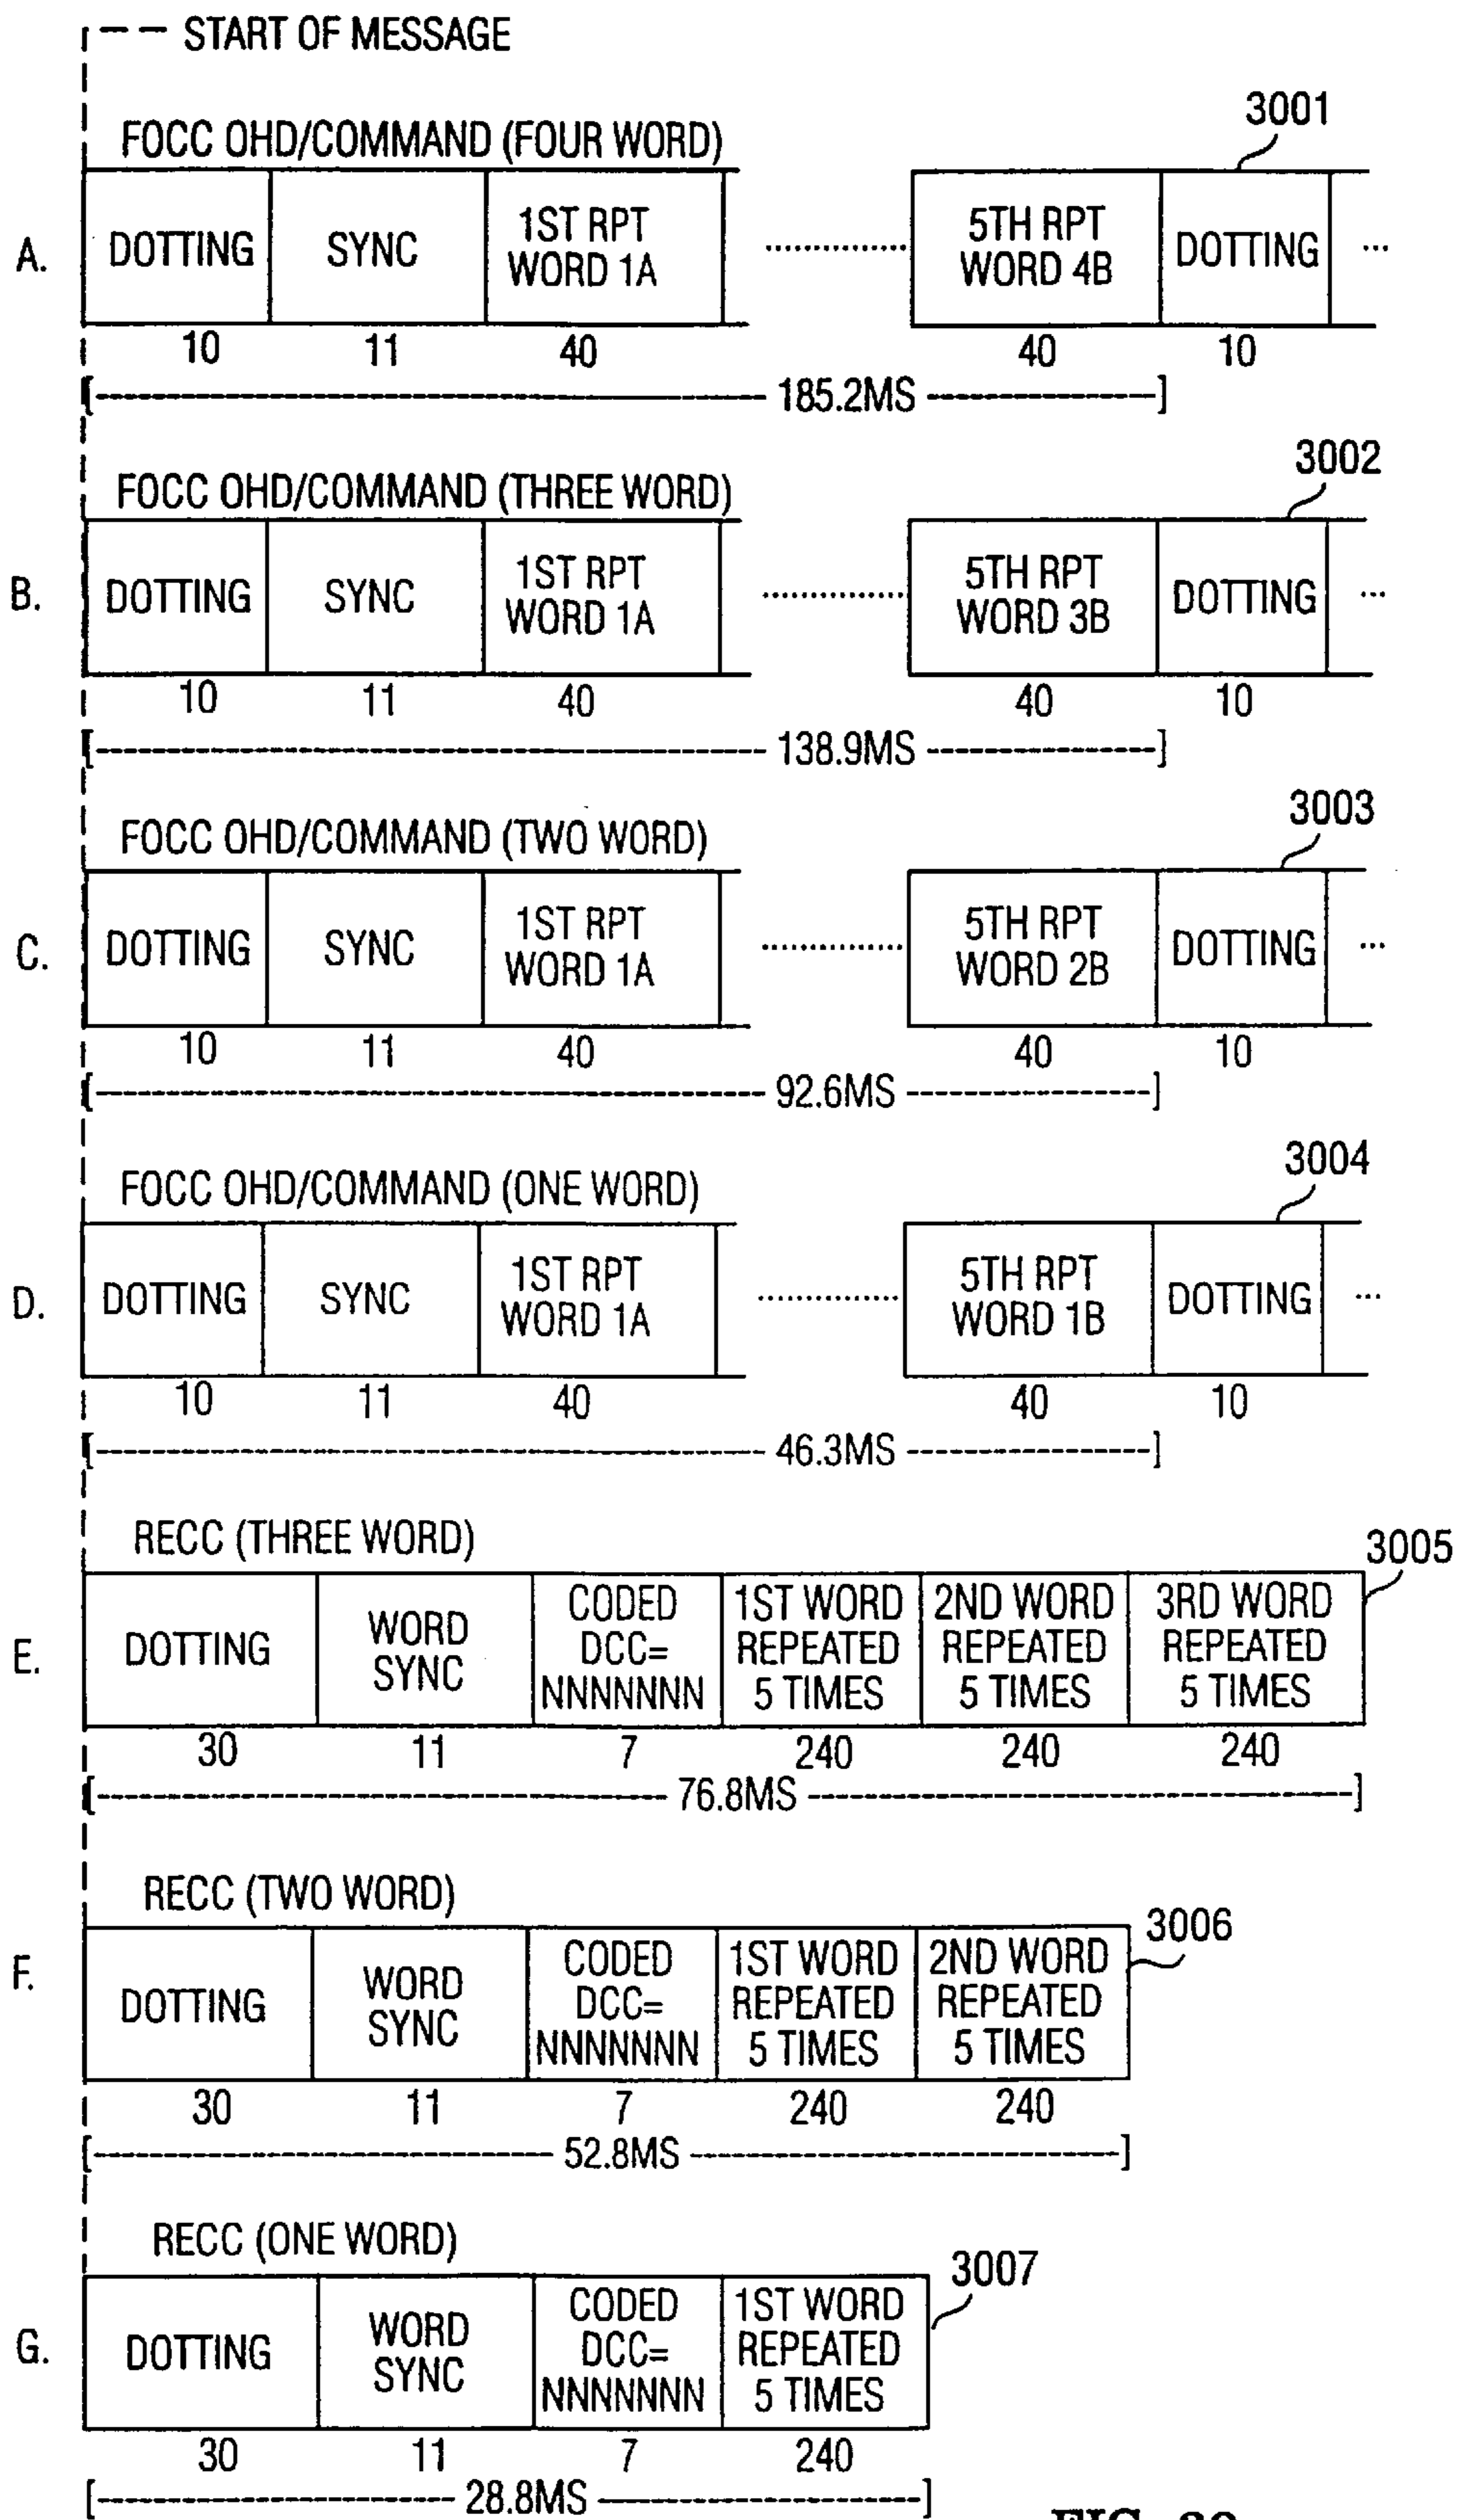 START OF MESSAGE
3001
FOCC OHD/COMMAND (FOUR WORD)
A.
DOTTING
SYNC
1ST RPT
WORD 1A
5TH RPT
WORD 4B
DOTTING
...
10
11
40
40
10
185.2MS
3002
FOCC OHD/COMMAND (THREE WORD)
B.
DOTTING
SYNC
1ST RPT
WORD 1A
5TH RPT
WORD 3B
DOTTING
...
10
11
40
40
10
138.9MS
3003
FOCC OHD/COMMAND (TWO WORD)
C.
DOTTING
SYNC
1ST RPT
WORD 1A
5TH RPT
WORD 2B
DOTTING
...
10
11
40
40
10
92.6MS
3004
FOCC OHD/COMMAND (ONE WORD)
D.
DOTTING
SYNC
1ST RPT
WORD 1A
5TH RPT
WORD 1B
DOTTING
...
10
11
40
40
10
46.3MS
RECC (THREE WORD)
3005
E.
DOTTING
WORD
SYNC
CODED
DCC=
NNNNNNN
1ST WORD
REPEATED
5 TIMES
2ND WORD
REPEATED
5 TIMES
3RD WORD
REPEATED
5 TIMES
30
11
7
240
240
240
76.8MS
RECC (TWO WORD)
3006
F.
DOTTING
WORD
SYNC
CODED
DCC=
NNNNNNN
1ST WORD
REPEATED
5 TIMES
2ND WORD
REPEATED
5 TIMES
30
11
7
240
240
52.8MS
RECC (ONE WORD)
3007
G.
DOTTING
WORD
SYNC
CODED
DCC=
NNNNNNN
1ST WORD
REPEATED
5 TIMES
30
11
7
240
28.8MS